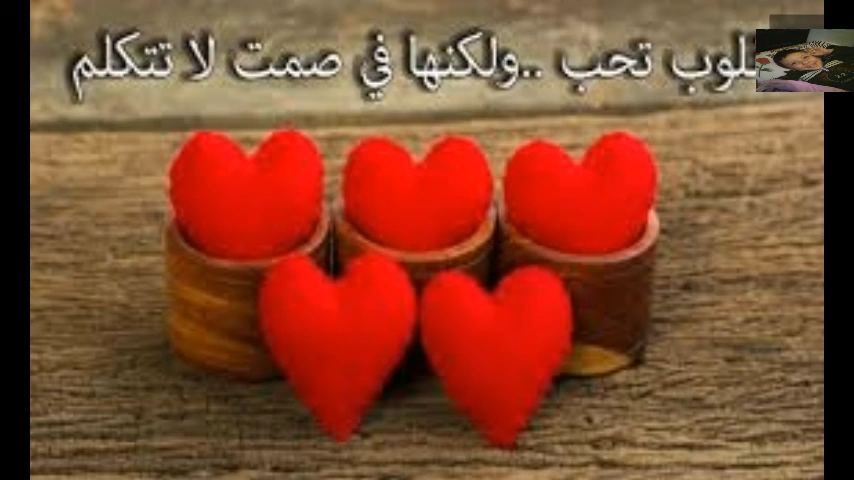 تحب ..ولكنها في صمت لا تتكلم